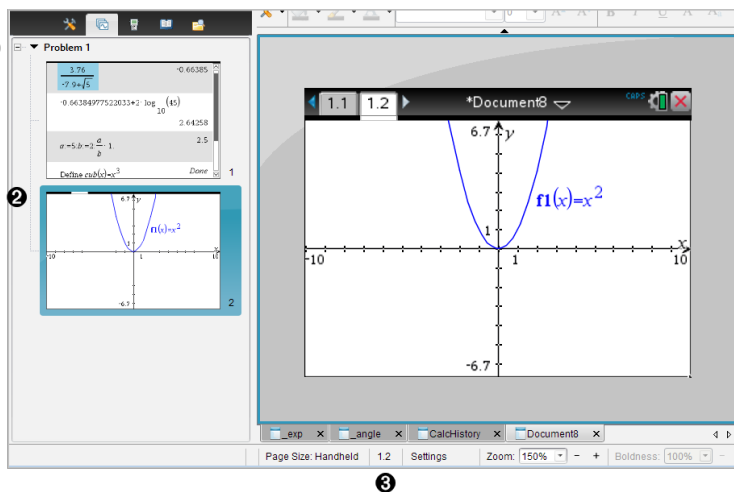 B I U A A
Problem 1
3.76
-7.9+√5
-0.66385
-0.66384977522033+2·log10(45)
2.64258
a:=5:b:=2:a/b·1.
2.5
Define cub(x)=x³
Done
1
❷
6.7
y
f1(x)=x²
1
x
-10
1
10
-6.7
2
1.1
1.2
*Document8
CAPS
6.7
y
f1(x)=x²
1
x
-10
1
10
-6.7
_exp
_angle
CalcHistory
Document8
Page Size: Handheld
1.2
Settings
Zoom: 150% - +
Boldness: 100% -
❸